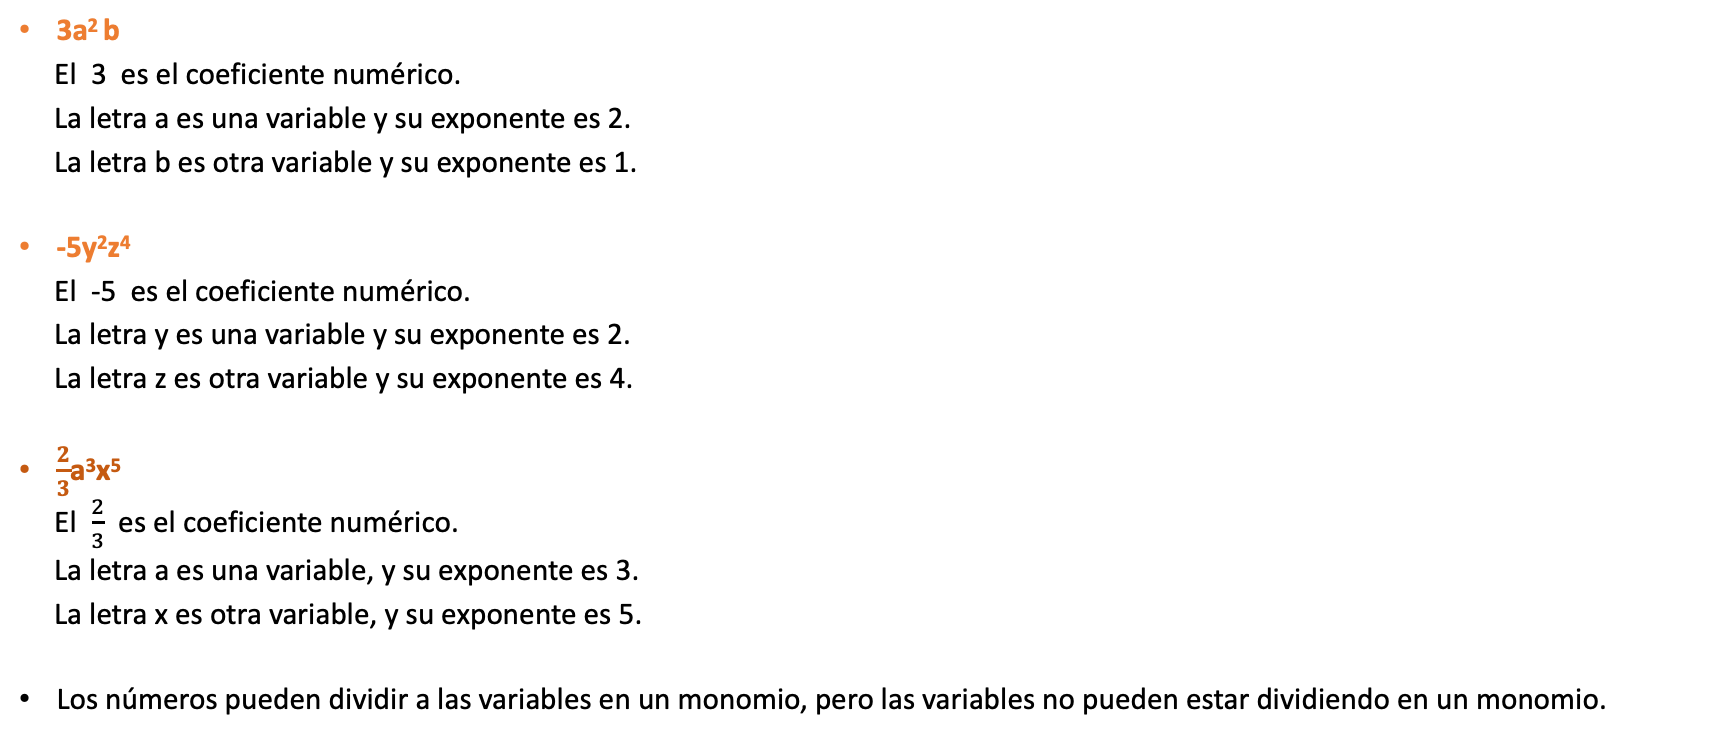 • 3a² b
El 3 es el coeficiente numérico.
La letra a es una variable y su exponente es 2.
La letra b es otra variable y su exponente es 1.
• -5y²z⁴
El -5 es el coeficiente numérico.
La letra y es una variable y su exponente es 2.
La letra z es otra variable y su exponente es 4.
• 2/3a³x⁵
El 2/3 es el coeficiente numérico.
La letra a es una variable, y su exponente es 3.
La letra x es otra variable, y su exponente es 5.
• Los números pueden dividir a las variables en un monomio, pero las variables no pueden estar dividiendo en un monomio.